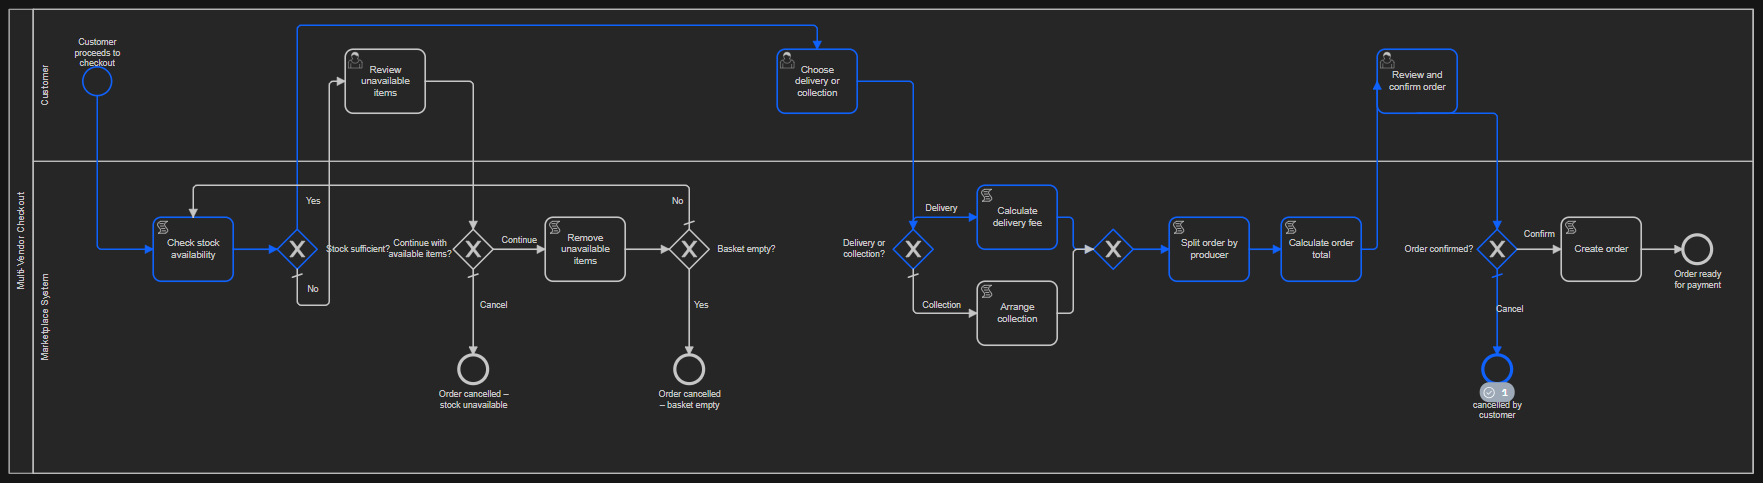 Multi-Vendor Checkout
Customer
Marketplace System
Customer
proceeds to
checkout
Check stock
availability
Stock sufficient?
Yes
No
Review
unavailable
items
Continue with
available items?
Continue
Cancel
Order cancelled –
stock unavailable
Remove
unavailable
items
Basket empty?
No
Yes
Order cancelled
– basket empty
Choose
delivery or
collection
Delivery or
collection?
Delivery
Collection
Calculate
delivery fee
Arrange
collection
Split order by
producer
Calculate order
total
Review and
confirm order
Order confirmed?
Confirm
Cancel
1
cancelled by
customer
Create order
Order ready
for payment